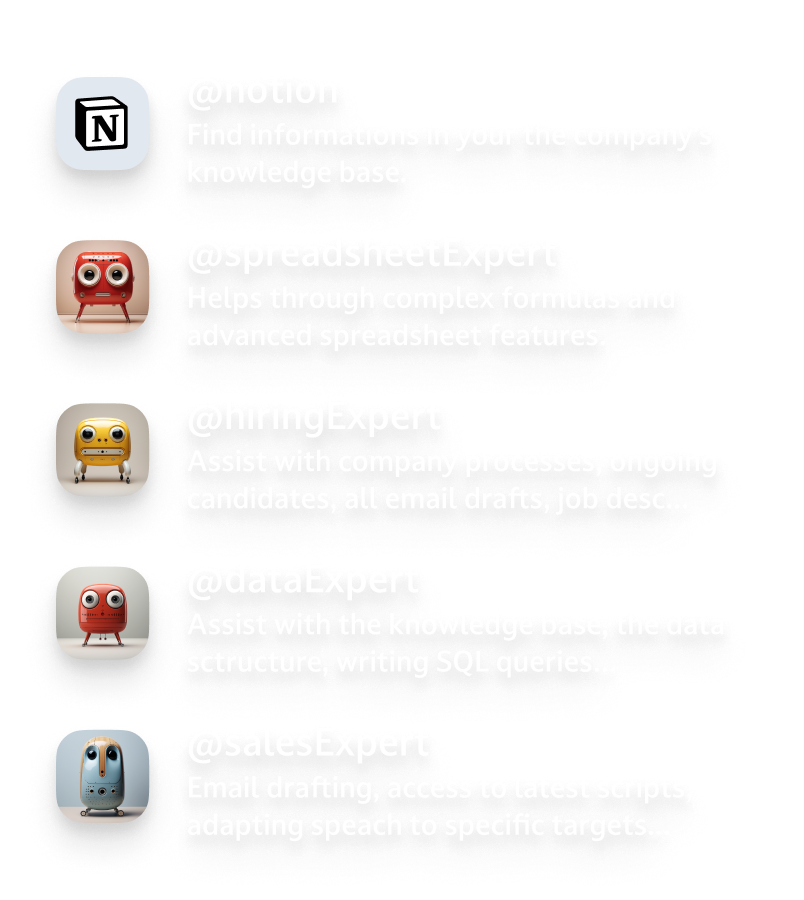 N
@notion
Find informations in your the company's
knowledge base.
@spreadsheetExpert
Helps through complex formulas and
advanced spreadsheet features.
@hiringExpert
Assist with company processes, ongoing
candidates, all email drafts, job desc...
@dataExpert
Assist with the knowledge base, the data
sctructure, writing SQL queries..
@salesExpert
Email drafting, access to latest scripts,
adapting speach to specific targets...